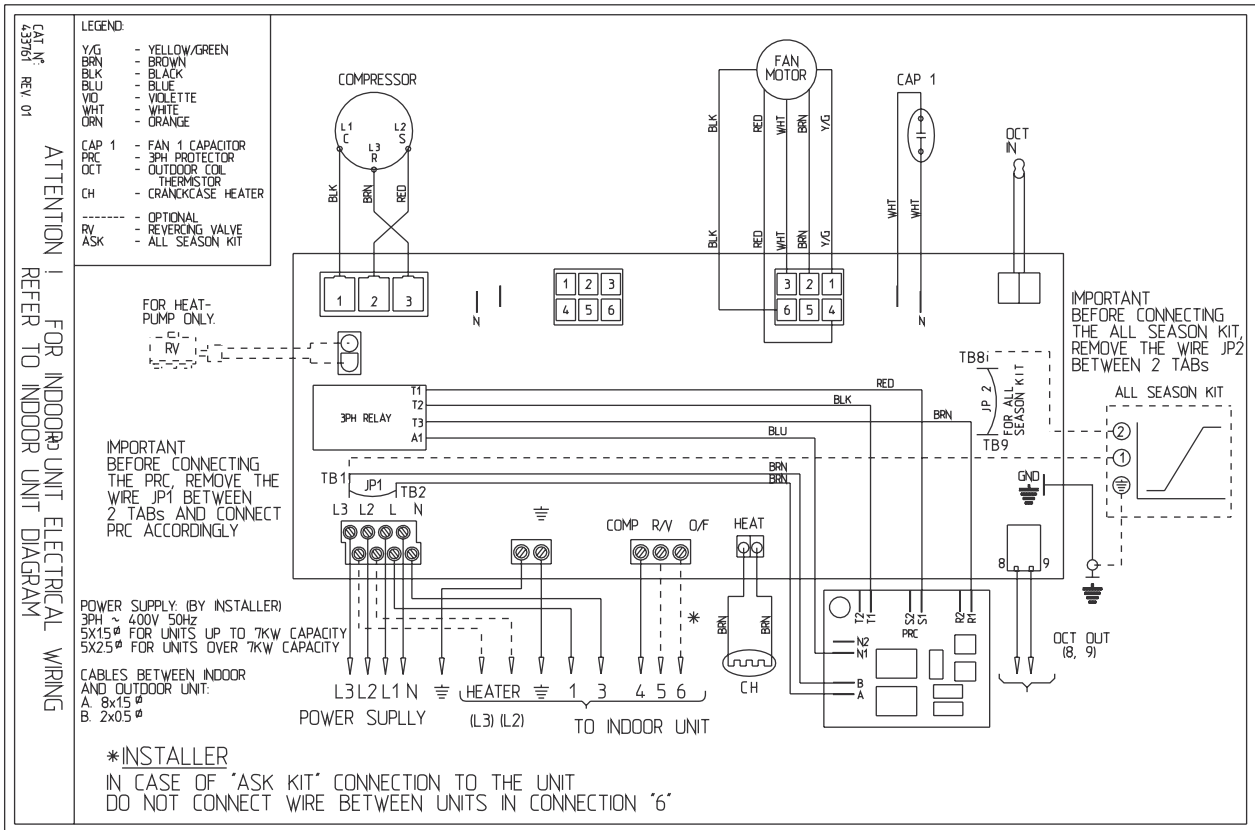 CAT. N°. 433761 REV. 01
ATTENTION ! FOR INDOOR UNIT ELECTRICAL WIRING
REFER TO INDOOR UNIT DIAGRAM
LEGEND:
Y/G - YELLOW/GREEN
BRN - BROWN
BLK - BLACK
BLU - BLUE
VIO - VIOLETTE
WHT - WHITE
ORN - ORANGE
CAP 1 - FAN 1 CAPACITOR
PRC - 3PH PROTECTOR
OCT - OUTDOOR COIL
THERMISTOR
CH - CRANCKCASE HEATER
------- - OPTIONAL
RV - REVERCING VALVE
ASK - ALL SEASON KIT
COMPRESSOR
L1 L2
C S
L3
R
BLK BRN RED
FAN
MOTOR
BLK RED WHT BRN Y/G
BLK RED WHT BRN Y/G
CAP 1
WHT WHT
OCT
IN
1 2 3
N
1 2 3
4 5 6
3 2 1
6 5 4
N
FOR HEAT-
PUMP ONLY.
RV
IMPORTANT
BEFORE CONNECTING
THE ALL SEASON KIT,
REMOVE THE WIRE JP2
BETWEEN 2 TABs
TB8
JP 2
FOR ALL
SEASON KIT
TB9
ALL SEASON KIT
2
1
3PH RELAY
T1
T2
T3
A1
RED
BLK
BRN
BLU
BRN
BRN
GND
IMPORTANT
BEFORE CONNECTING
THE PRC, REMOVE THE
WIRE JP1 BETWEEN
2 TABs AND CONNECT
PRC ACCORDINGLY
TB1 JP1 TB2
L3 L2 L N
COMP R/V O/F
HEAT
8 9
*
BRN BRN
CH
T2 T1 S2 S1 R2 R1
PRC
N2
N1
B
A
OCT OUT
(8, 9)
POWER SUPPLY: (BY INSTALLER)
3PH ~ 400V 50Hz
5X1.5 ø FOR UNITS UP TO 7KW CAPACITY
5X2.5 ø FOR UNITS OVER 7KW CAPACITY
CABLES BETWEEN INDOOR
AND OUTDOOR UNIT:
A. 8x1.5 ø
B. 2x0.5 ø
L3 L2 L1 N HEATER 1 3 4 5 6
POWER SUPLLY (L3) (L2) TO INDOOR UNIT
*INSTALLER
IN CASE OF "ASK KIT" CONNECTION TO THE UNIT
DO NOT CONNECT WIRE BETWEEN UNITS IN CONNECTION "6"